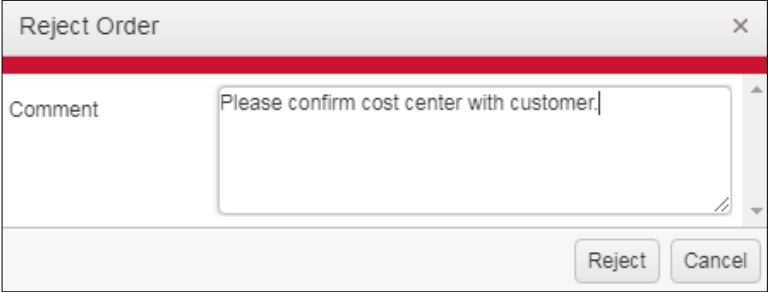 Reject Order ×
Comment
Please confirm cost center with customer.
Reject Cancel